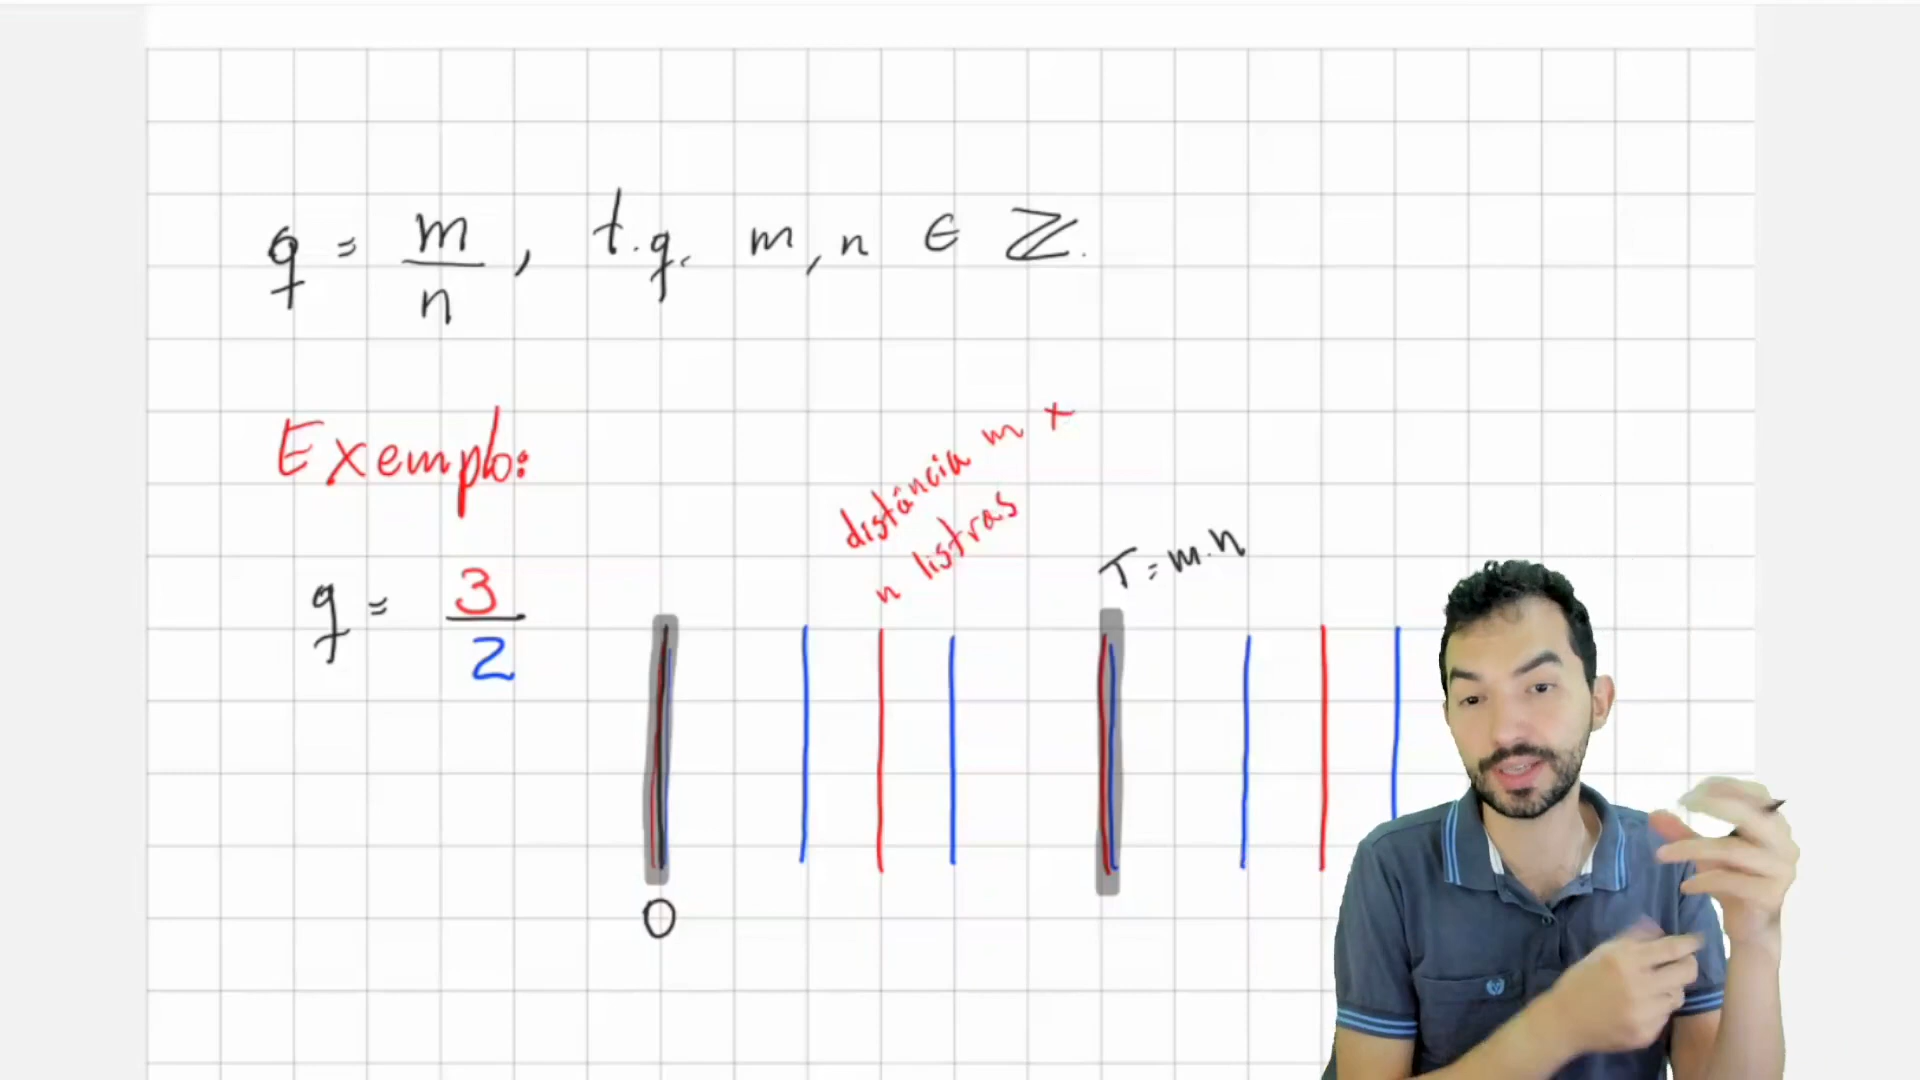 q = m/n, t.q. m, n ∈ ℤ.
Exemplo:
q = 3/2
distância m x
n listras
T = m.n
0